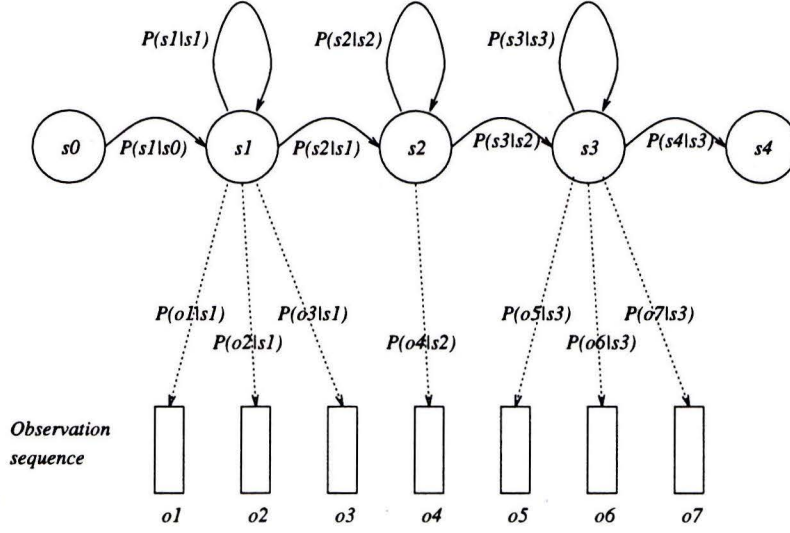 P(s1|s1)
P(s2|s2)
P(s3|s3)
s0
P(s1|s0)
s1
P(s2|s1)
s2
P(s3|s2)
s3
P(s4|s3)
s4
P(o1|s1)
P(o3|s1)
P(o5|s3)
P(o7|s3)
P(o2|s1)
P(o4|s2)
P(o6|s3)
Observation
sequence
o1
o2
o3
o4
o5
o6
o7